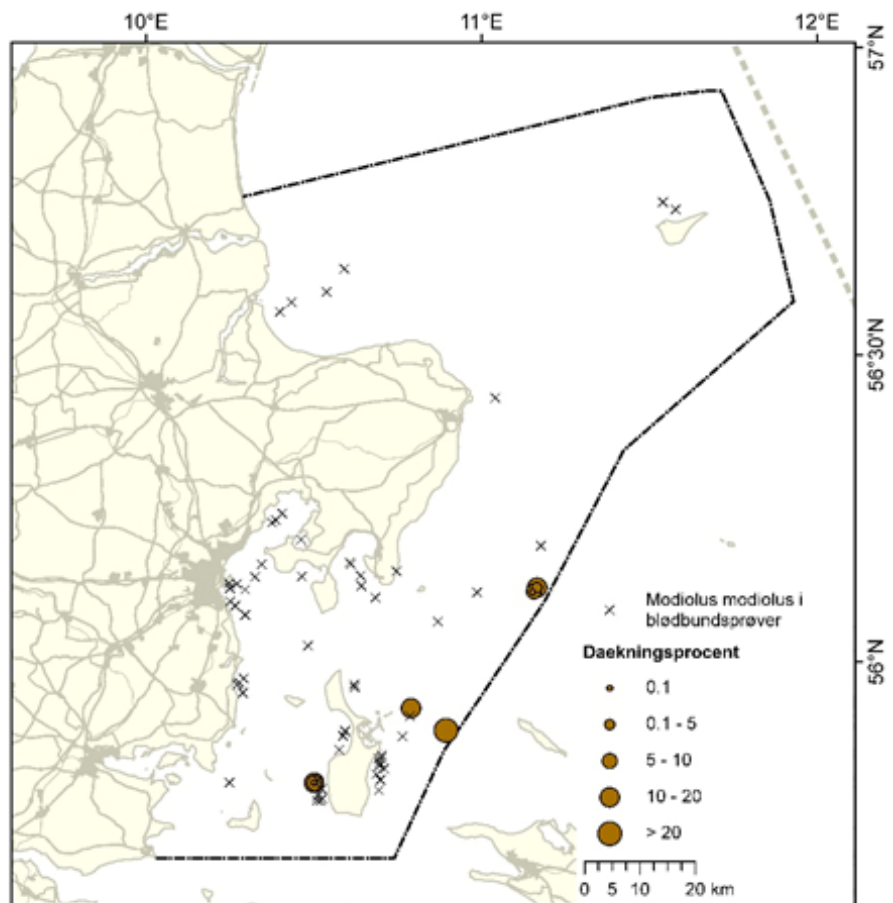 10°E
11°E
12°E
57°N
56°30'N
56°N
Modiolus modiolus i
blødbundsprøver
Daekningsprocent
0.1
0.1 - 5
5 - 10
10 - 20
> 20
0 5 10 20 km